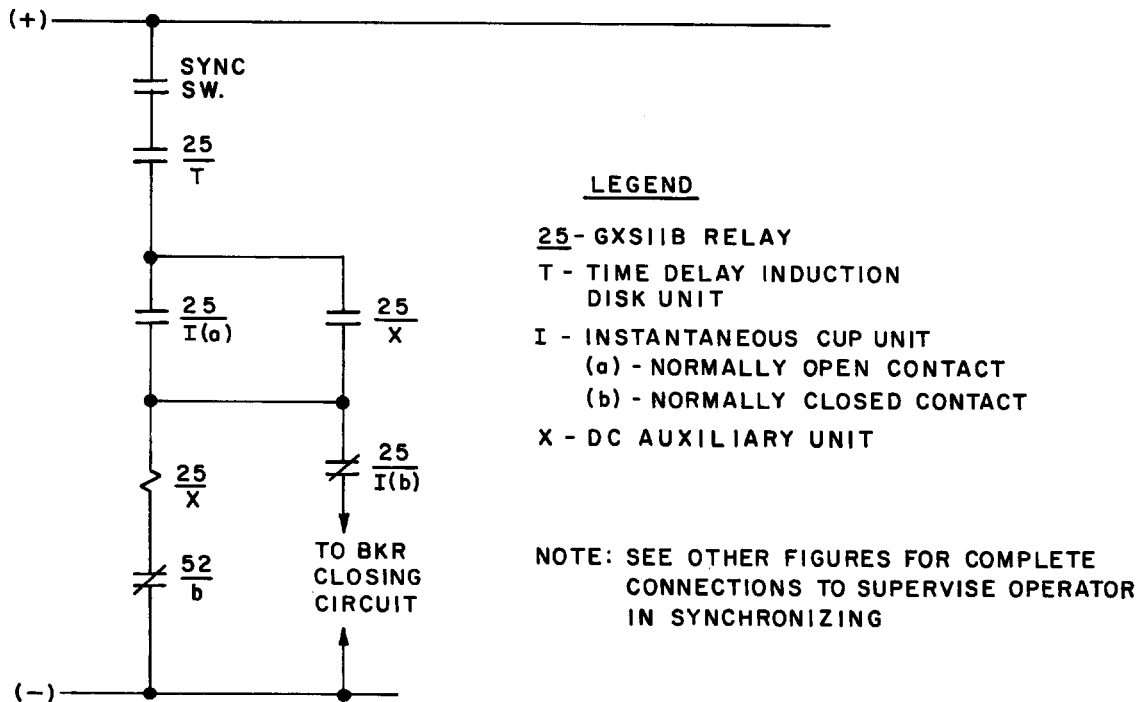 (+)
SYNC
SW.
25
T
25
I(a)
25
X
25
X
25
I(b)
52
b
TO BKR
CLOSING
CIRCUIT
(-)
LEGEND
25- GXS11B RELAY
T - TIME DELAY INDUCTION
DISK UNIT
I - INSTANTANEOUS CUP UNIT
(a) - NORMALLY OPEN CONTACT
(b) - NORMALLY CLOSED CONTACT
X - DC AUXILIARY UNIT
NOTE: SEE OTHER FIGURES FOR COMPLETE
CONNECTIONS TO SUPERVISE OPERATOR
IN SYNCHRONIZING